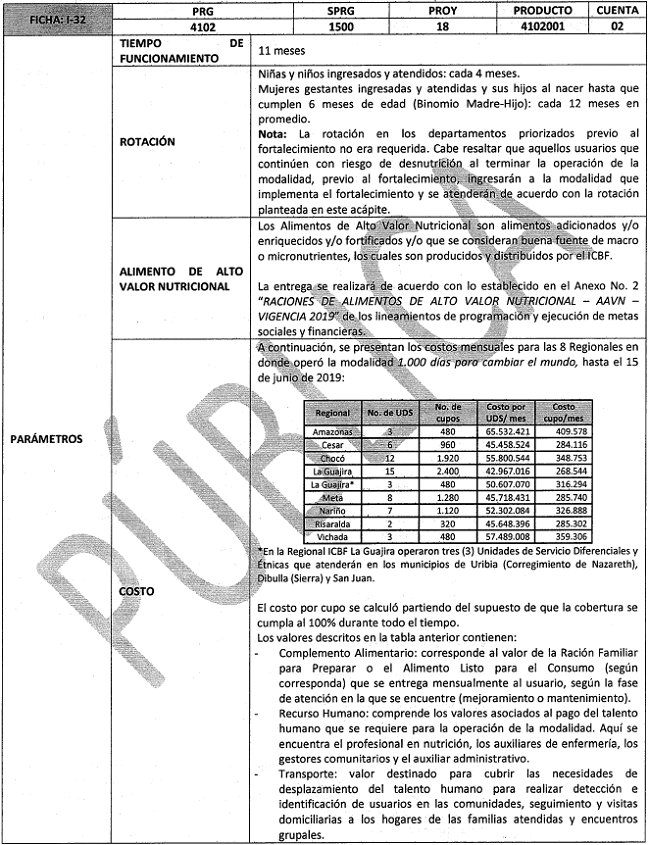 FICHA: I-32
PRG SPRG PROY PRODUCTO CUENTA
4102 1500 18 4102001 02
PARÁMETROS
TIEMPO DE
FUNCIONAMIENTO
11 meses
ROTACIÓN
Niñas y niños ingresados y atendidos: cada 4 meses.
Mujeres gestantes ingresadas y atendidas y sus hijos al nacer hasta que
cumplen 6 meses de edad (Binomio Madre-Hijo): cada 12 meses en
promedio.
Nota: La rotación en los departamentos priorizados previo al
fortalecimiento no era requerida. Cabe resaltar que aquellos usuarios que
continúen con riesgo de desnutrición al terminar la operación de la
modalidad, previo al fortalecimiento, ingresarán a la modalidad que
implementa el fortalecimiento y se atenderán de acuerdo con la rotación
planteada en este acápite.
ALIMENTO DE ALTO
VALOR NUTRICIONAL
Los Alimentos de Alto Valor Nutricional son alimentos adicionados y/o
enriquecidos y/o fortificados y/o que se consideran buena fuente de macro
o micronutrientes, los cuales son producidos y distribuidos por el ICBF.
La entrega se realizará de acuerdo con lo establecido en el Anexo No. 2
"RACIONES DE ALIMENTOS DE ALTO VALOR NUTRICIONAL – AAVN –
VIGENCIA 2019" de los lineamientos de programación y ejecución de metas
sociales y financieras.
COSTO
A continuación, se presentan los costos mensuales para las 8 Regionales en
donde operó la modalidad 1.000 días para cambiar el mundo, hasta el 15
de junio de 2019:
Regional No. de UDS No. de cupos Costo por UDS/ mes Costo cupo/mes
Amazonas 3 480 65.532.421 409.578
Cesar 6 960 45.458.524 284.116
Chocó 12 1.920 55.800.544 348.753
La Guajira 15 2.400 42.967.016 268.544
La Guajira* 3 480 50.607.070 316.294
Meta 8 1.280 45.718.431 285.740
Nariño 7 1.120 52.302.084 326.888
Risaralda 2 320 45.648.396 285.302
Vichada 3 480 57.489.008 359.306
*En la Regional ICBF La Guajira operaron tres (3) Unidades de Servicio Diferenciales y
Étnicas que atenderán en los municipios de Uribia (Corregimiento de Nazareth),
Dibulla (Sierra) y San Juan.
El costo por cupo se calculó partiendo del supuesto de que la cobertura se
cumpla al 100% durante todo el tiempo.
Los valores descritos en la tabla anterior contienen:
- Complemento Alimentario: corresponde al valor de la Ración Familiar
para Preparar o el Alimento Listo para el Consumo (según
corresponda) que se entrega mensualmente al usuario, según la fase
de atención en la que se encuentre (mejoramiento o mantenimiento).
- Recurso Humano: comprende los valores asociados al pago del talento
humano que se requiere para la operación de la modalidad. Aquí se
encuentra el profesional en nutrición, los auxiliares de enfermería, los
gestores comunitarios y el auxiliar administrativo.
- Transporte: valor destinado para cubrir las necesidades de
desplazamiento del talento humano para realizar detección e
identificación de usuarios en las comunidades, seguimiento y visitas
domiciliarias a los hogares de las familias atendidas y encuentros
grupales.
PÚBLICA